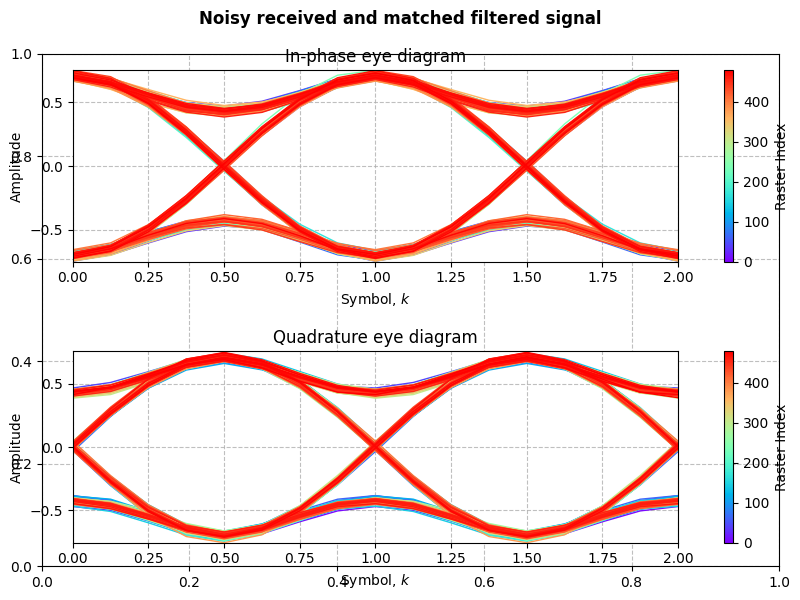 Noisy received and matched filtered signal
In-phase eye diagram
1.0
0.8
0.6
0.4
0.2
0.0
Amplitude
0.5
0.0
−0.5
0.00 0.25 0.50 0.75 1.00 1.25 1.50 1.75 2.00
Symbol, k
400
300
200
100
0
Raster Index
Quadrature eye diagram
Amplitude
0.5
0.0
−0.5
0.00 0.25 0.50 0.75 1.00 1.25 1.50 1.75 2.00
Symbol, k
400
300
200
100
0
Raster Index
0.0 0.2 0.4 0.6 0.8 1.0